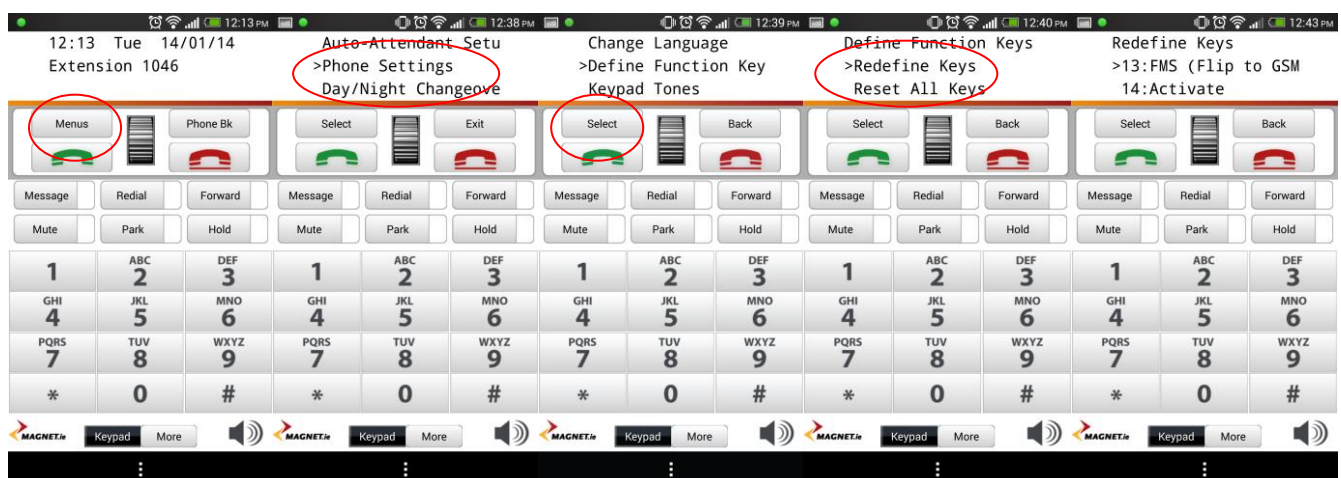 12:13 PM
12:13 Tue 14/01/14
Extension 1046
Menus
Phone Bk
Message
Redial
Forward
Mute
Park
Hold
1
ABC
2
DEF
3
GHI
4
JKL
5
MNO
6
PQRS
7
TUV
8
WXYZ
9
*
0
#
MAGNET.ie
Keypad
More
12:38 PM
Auto-Attendant Setu
>Phone Settings
Day/Night Changeove
Select
Exit
Message
Redial
Forward
Mute
Park
Hold
1
ABC
2
DEF
3
GHI
4
JKL
5
MNO
6
PQRS
7
TUV
8
WXYZ
9
*
0
#
MAGNET.ie
Keypad
More
12:39 PM
Change Language
>Define Function Key
Keypad Tones
Select
Back
Message
Redial
Forward
Mute
Park
Hold
1
ABC
2
DEF
3
GHI
4
JKL
5
MNO
6
PQRS
7
TUV
8
WXYZ
9
*
0
#
MAGNET.ie
Keypad
More
12:40 PM
Define Function Keys
>Redefine Keys
Reset All Keys
Select
Back
Message
Redial
Forward
Mute
Park
Hold
1
ABC
2
DEF
3
GHI
4
JKL
5
MNO
6
PQRS
7
TUV
8
WXYZ
9
*
0
#
MAGNET.ie
Keypad
More
12:43 PM
Redefine Keys
>13:FMS (Flip to GSM
14:Activate
Select
Back
Message
Redial
Forward
Mute
Park
Hold
1
ABC
2
DEF
3
GHI
4
JKL
5
MNO
6
PQRS
7
TUV
8
WXYZ
9
*
0
#
MAGNET.ie
Keypad
More